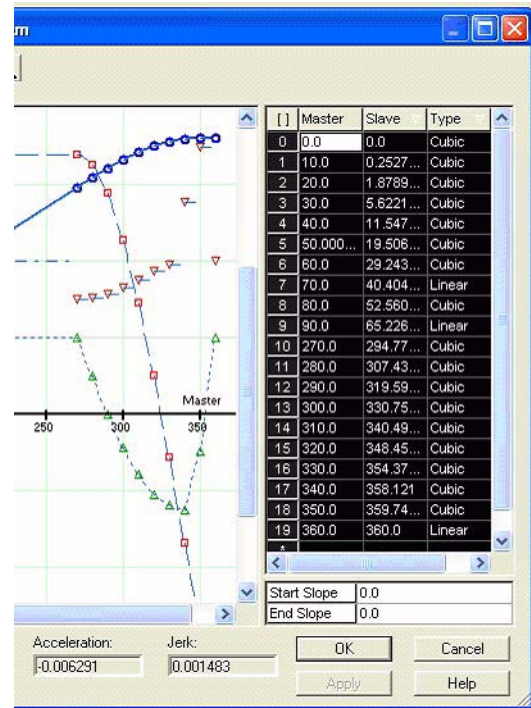 am
[ ] Master Slave Type
0 0.0 0.0 Cubic
1 10.0 0.2527... Cubic
2 20.0 1.8789... Cubic
3 30.0 5.6221... Cubic
4 40.0 11.547... Cubic
5 50.000... 19.506... Cubic
6 60.0 29.243... Cubic
7 70.0 40.404... Linear
8 80.0 52.560... Cubic
9 90.0 65.226... Linear
10 270.0 294.77... Cubic
11 280.0 307.43... Cubic
12 290.0 319.59... Cubic
13 300.0 330.75... Cubic
14 310.0 340.49... Cubic
15 320.0 348.45... Cubic
16 330.0 354.37... Cubic
17 340.0 358.121 Cubic
18 350.0 359.74... Cubic
19 360.0 360.0 Linear
*
Master
250 300 350
Start Slope 0.0
End Slope 0.0
Acceleration: Jerk:
-0.006291 0.001483
OK Cancel
Apply Help